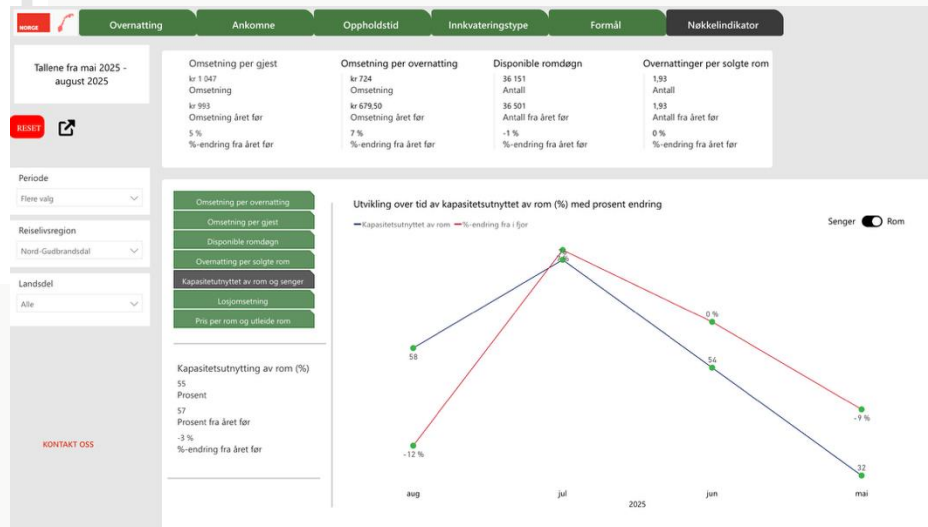 NORGE
Overnatting
Ankomne
Oppholdstid
Innkvateringstype
Formål
Nøkkelindikator
Tallene fra mai 2025 -
august 2025
RESET
Periode
Flere valg
Reiselivsregion
Nord-Gudbrandsdal
Landsdel
Alle
KONTAKT OSS
Omsetning per gjest
kr 1 047
Omsetning
kr 993
Omsetning året før
5 %
%-endring fra året før
Omsetning per overnatting
kr 724
Omsetning
kr 679,50
Omsetning året før
7 %
%-endring fra året før
Disponible romdøgn
36 151
Antall
36 501
Antall fra året før
-1 %
%-endring fra året før
Overnattinger per solgte rom
1,93
Antall
1,93
Antall fra året før
0 %
%-endring fra året før
Omsetning per overnatting
Omsetning per gjest
Disponible romdøgn
Overnatting per solgte rom
Kapasitetutnyttet av rom og senger
Losjomsetning
Pris per rom og utleide rom
Kapasitetsutnytting av rom (%)
55
Prosent
57
Prosent fra året før
-3 %
%-endring fra året før
Utvikling over tid av kapasitetsutnyttet av rom (%) med prosent endring
Kapasitetsutnyttet av rom %-endring fra i fjor
Senger Rom
58
-12 %
0 %
54
-9 %
32
aug jul jun mai
2025